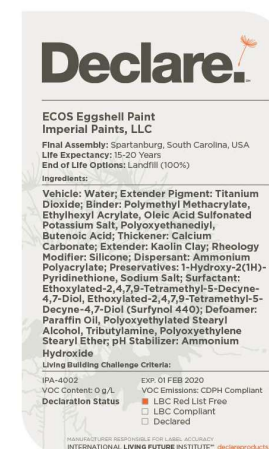 Declare.
ECOS Eggshell Paint
Imperial Paints, LLC
Final Assembly: Spartanburg, South Carolina, USA
Life Expectancy: 15-20 Years
End of Life Options: Landfill (100%)
Ingredients:
Vehicle: Water; Extender Pigment: Titanium
Dioxide; Binder: Polymethyl Methacrylate,
Ethylhexyl Acrylate, Oleic Acid Sulfonated
Potassium Salt, Polyoxyethanediyl,
Butenoic Acid; Thickener: Calcium
Carbonate; Extender: Kaolin Clay; Rheology
Modifier: Silicone; Dispersant: Ammonium
Polyacrylate; Preservatives: 1-Hydroxy-2(1H)-
Pyridinethione, Sodium Salt; Surfactant:
Ethoxylated-2,4,7,9-Tetramethyl-5-Decyne-
4,7-Diol, Ethoxylated-2,4,7,9-Tetramethyl-5-
Decyne-4,7-Diol (Surfynol 440); Defoamer:
Paraffin Oil, Polyoxyethylated Stearyl
Alcohol, Tributylamine, Polyoxyethylene
Stearyl Ether; pH Stabilizer: Ammonium
Hydroxide
Living Building Challenge Criteria:
IPA-4002 EXP. 01 FEB 2020
VOC Content: 0 g/L VOC Emissions: CDPH Compliant
Declaration Status LBC Red List Free
LBC Compliant
Declared
MANUFACTURER RESPONSIBLE FOR LABEL ACCURACY
INTERNATIONAL LIVING FUTURE INSTITUTE™ declareproducts